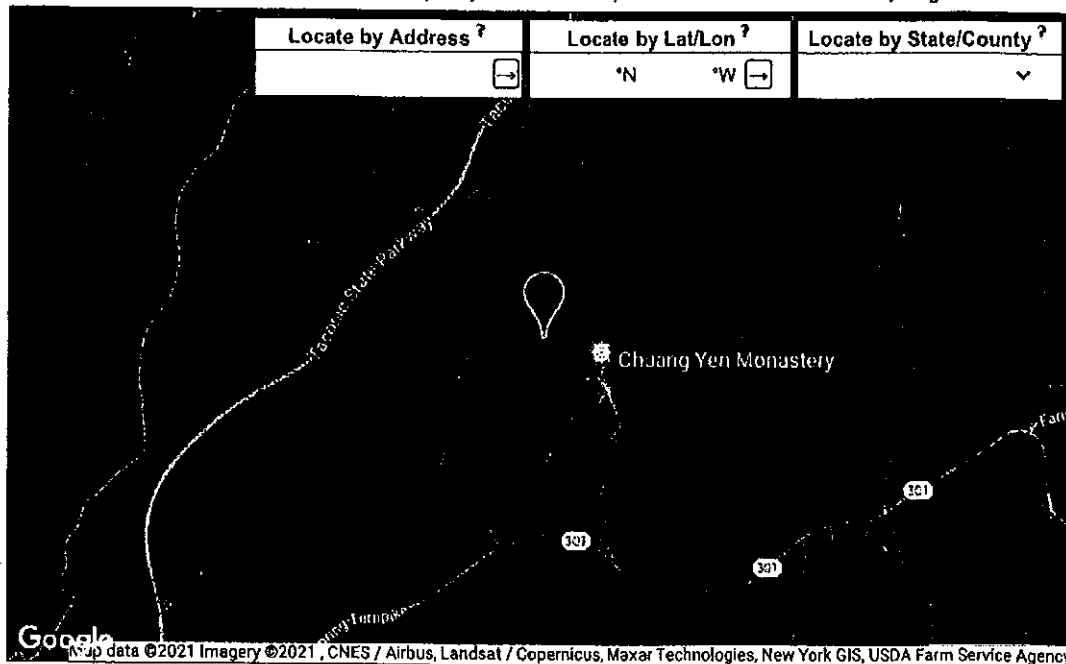 Locate by Address ?
Locate by Lat/Lon ?
Locate by State/County ?
→
°N °W →
Taconic State Parkway
Chuang Yen Monastery
301
301
301
Google
Map data ©2021 Imagery ©2021 , CNES / Airbus, Landsat / Copernicus, Maxar Technologies, New York GIS, USDA Farm Service Agency